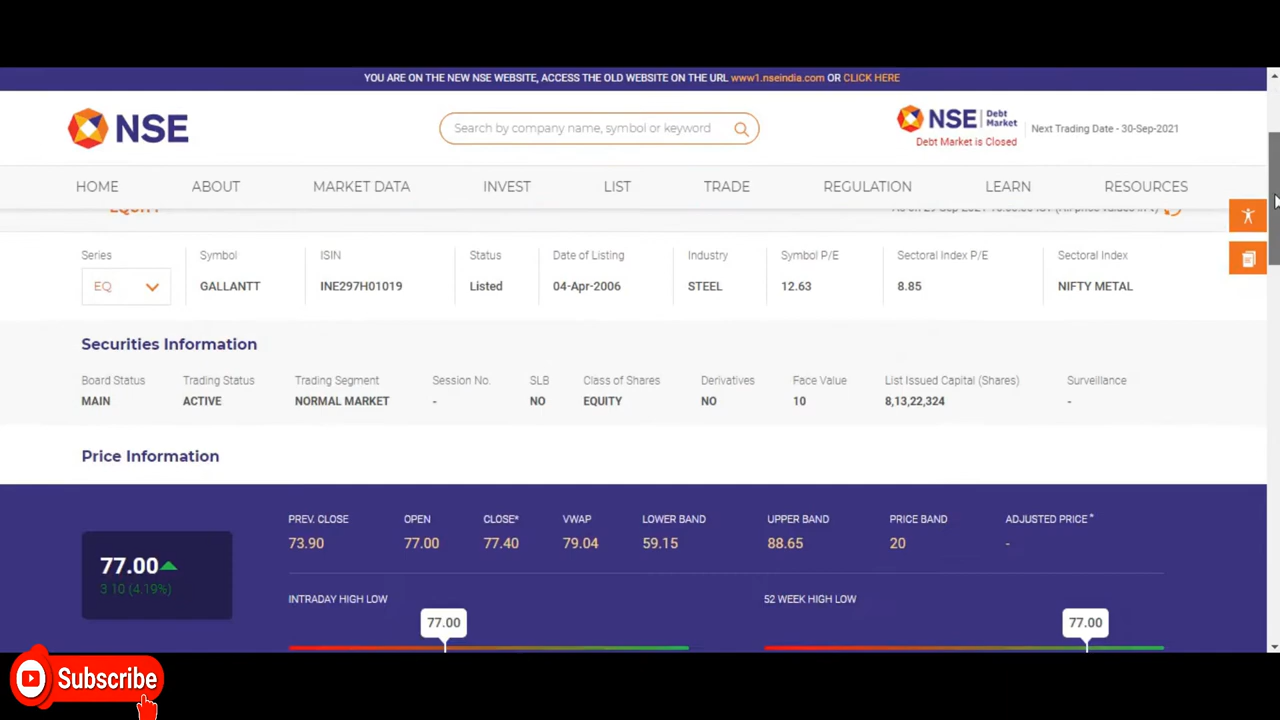 YOU ARE ON THE NEW NSE WEBSITE, ACCESS THE OLD WEBSITE ON THE URL www1.nseindia.com OR CLICK HERE
NSE
Search by company name, symbol or keyword
NSE Debt Market
Next Trading Date - 30-Sep-2021
Debt Market is Closed
HOME ABOUT MARKET DATA INVEST LIST TRADE REGULATION LEARN RESOURCES
EQUITY
Series Symbol ISIN Status Date of Listing Industry Symbol P/E Sectoral Index P/E Sectoral Index
EQ GALLANTT INE297H01019 Listed 04-Apr-2006 STEEL 12.63 8.85 NIFTY METAL
Securities Information
Board Status Trading Status Trading Segment Session No. SLB Class of Shares Derivatives Face Value List Issued Capital (Shares) Surveillance
MAIN ACTIVE NORMAL MARKET - NO EQUITY NO 10 8,13,22,324 -
Price Information
PREV. CLOSE OPEN CLOSE* VWAP LOWER BAND UPPER BAND PRICE BAND ADJUSTED PRICE*
73.90 77.00 77.40 79.04 59.15 88.65 20 -
77.00
3.10 (4.19%)
INTRADAY HIGH LOW 52 WEEK HIGH LOW
77.00 77.00
Subscribe